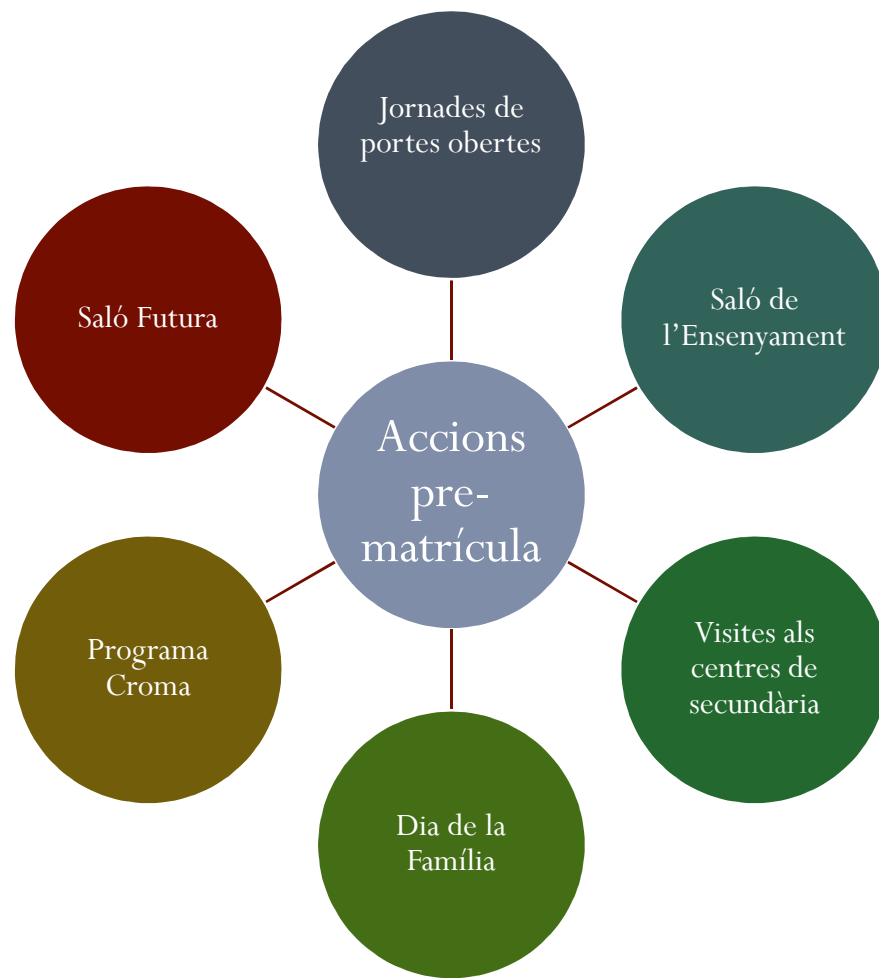 Jornades de
portes obertes
Saló de
l’Ensenyament
Visites als
centres de
secundària
Dia de la
Família
Programa
Croma
Saló Futura
Accions
pre-
matrícula